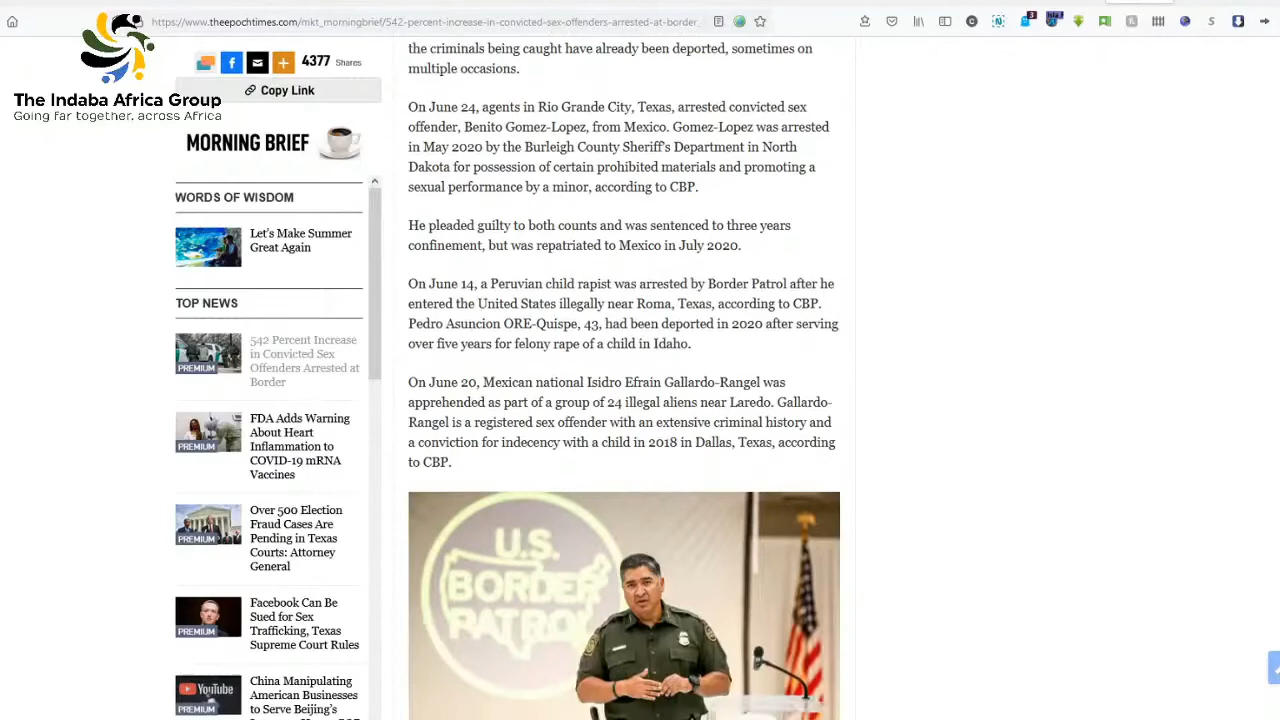 https://www.theepochtimes.com/mkt_morningbrief/542-percent-increase-in-convicted-sex-offenders-arrested-at-border_
3
The Indaba Africa Group
Going far together, across Africa
4377 Shares
Copy Link
MORNING BRIEF
WORDS OF WISDOM
Let's Make Summer
Great Again
TOP NEWS
PREMIUM
542 Percent Increase
in Convicted Sex
Offenders Arrested at
Border
PREMIUM
FDA Adds Warning
About Heart
Inflammation to
COVID-19 mRNA
Vaccines
PREMIUM
Over 500 Election
Fraud Cases Are
Pending in Texas
Courts: Attorney
General
PREMIUM
Facebook Can Be
Sued for Sex
Trafficking, Texas
Supreme Court Rules
YouTube
PREMIUM
China Manipulating
American Businesses
to Serve Beijing's
the criminals being caught have already been deported, sometimes on
multiple occasions.
On June 24, agents in Rio Grande City, Texas, arrested convicted sex
offender, Benito Gomez-Lopez, from Mexico. Gomez-Lopez was arrested
in May 2020 by the Burleigh County Sheriff's Department in North
Dakota for possession of certain prohibited materials and promoting a
sexual performance by a minor, according to CBP.
He pleaded guilty to both counts and was sentenced to three years
confinement, but was repatriated to Mexico in July 2020.
On June 14, a Peruvian child rapist was arrested by Border Patrol after he
entered the United States illegally near Roma, Texas, according to CBP.
Pedro Asuncion ORE-Quispe, 43, had been deported in 2020 after serving
over five years for felony rape of a child in Idaho.
On June 20, Mexican national Isidro Efrain Gallardo-Rangel was
apprehended as part of a group of 24 illegal aliens near Laredo. Gallardo-
Rangel is a registered sex offender with an extensive criminal history and
a conviction for indecency with a child in 2018 in Dallas, Texas, according
to CBP.
U.S.
BORDER
PATROL